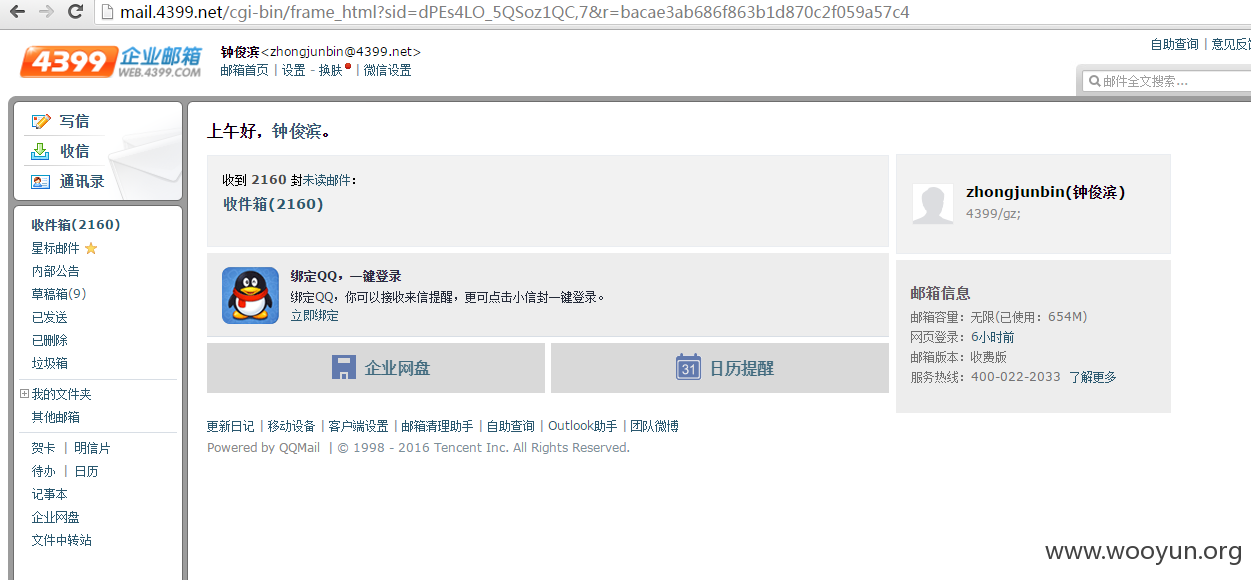 mail.4399.net/cgi-bin/frame_html?sid=dPEs4LO_5QSoz1QC,7&r=bacae3ab686f863b1d870c2f059a57c4
4399 企业邮箱
WEB.4399.COM
钟俊滨<zhongjunbin@4399.net>
邮箱首页 | 设置 - 换肤 | 微信设置
自助查询 | 意见反
邮件全文搜索...
写信
收信
通讯录
收件箱(2160)
星标邮件
内部公告
草稿箱(9)
已发送
已删除
垃圾箱
我的文件夹
其他邮箱
贺卡 | 明信片
待办 | 日历
记事本
企业网盘
文件中转站
上午好，钟俊滨。
收到 2160 封未读邮件：
收件箱(2160)
绑定QQ，一键登录
绑定QQ，你可以接收来信提醒，更可点击小信封一键登录。
立即绑定
企业网盘
31 日历提醒
zhongjunbin(钟俊滨)
4399/gz;
邮箱信息
邮箱容量：无限(已使用：654M)
网页登录：6小时前
邮箱版本：收费版
服务热线：400-022-2033 了解更多
更新日记 | 移动设备 | 客户端设置 | 邮箱清理助手 | 自助查询 | Outlook助手 | 团队微博
Powered by QQMail | © 1998 - 2016 Tencent Inc. All Rights Reserved.
www.wooyun.org